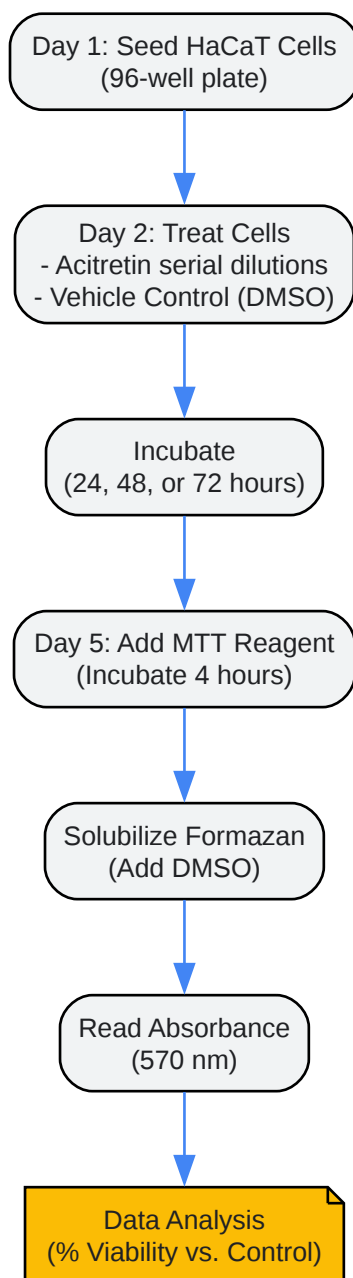 Day 1: Seed HaCaT Cells
(96-well plate)
Day 2: Treat Cells
- Acitretin serial dilutions
- Vehicle Control (DMSO)
Incubate
(24, 48, or 72 hours)
Day 5: Add MTT Reagent
(Incubate 4 hours)
Solubilize Formazan
(Add DMSO)
Read Absorbance
(570 nm)
Data Analysis
(% Viability vs. Control)